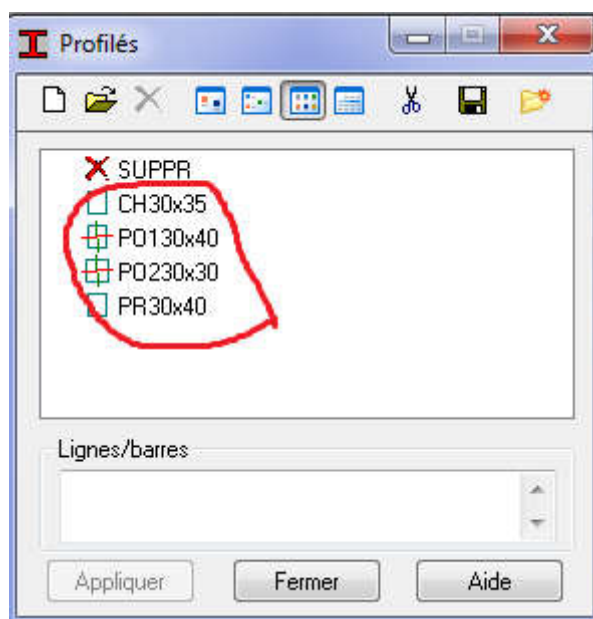 Profilés
SUPPR
CH30x35
PO130x40
PO230x30
PR30x40
Lignes/barres
Appliquer Fermer Aide